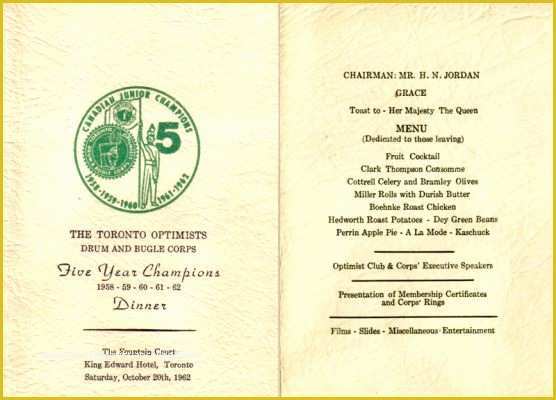 CANADIAN JUNIOR CHAMPIONS
5
1958-1959-1960-1961-1962
THE TORONTO OPTIMISTS
DRUM AND BUGLE CORPS
Five Year Champions
1958 - 59 - 60 - 61 - 62
Dinner
The Fountain Court
King Edward Hotel, Toronto
Saturday, October 20th, 1962
CHAIRMAN: MR. H. N. JORDAN
GRACE
Toast to - Her Majesty The Queen
MENU
(Dedicated to those leaving)
Fruit Cocktail
Clark Thompson Consomme
Cottrell Celery and Bramley Olives
Miller Rolls with Durish Butter
Boehnke Roast Chicken
Hedworth Roast Potatoes - Dey Green Beans
Perrin Apple Pie - A La Mode - Kaschuck
Optimist Club & Corps' Executive Speakers
Presentation of Membership Certificates
and Corps' Rings
Films - Slides - Miscellaneous Entertainment